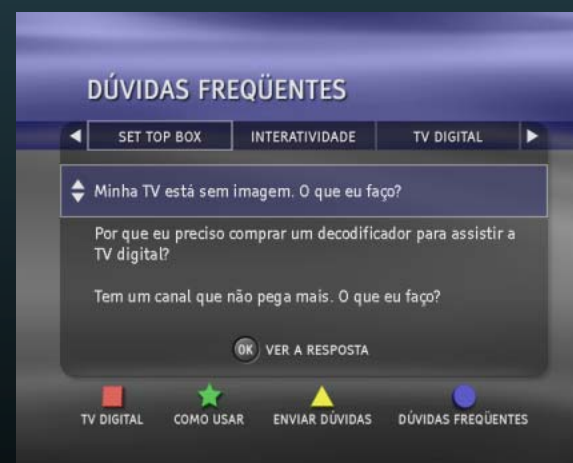 DÚVIDAS FREQÜENTES
SET TOP BOX INTERATIVIDADE TV DIGITAL
Minha TV está sem imagem. O que eu faço?
Por que eu preciso comprar um decodificador para assistir a
TV digital?
Tem um canal que não pega mais. O que eu faço?
OK VER A RESPOSTA
TV DIGITAL COMO USAR ENVIAR DÚVIDAS DÚVIDAS FREQÜENTES